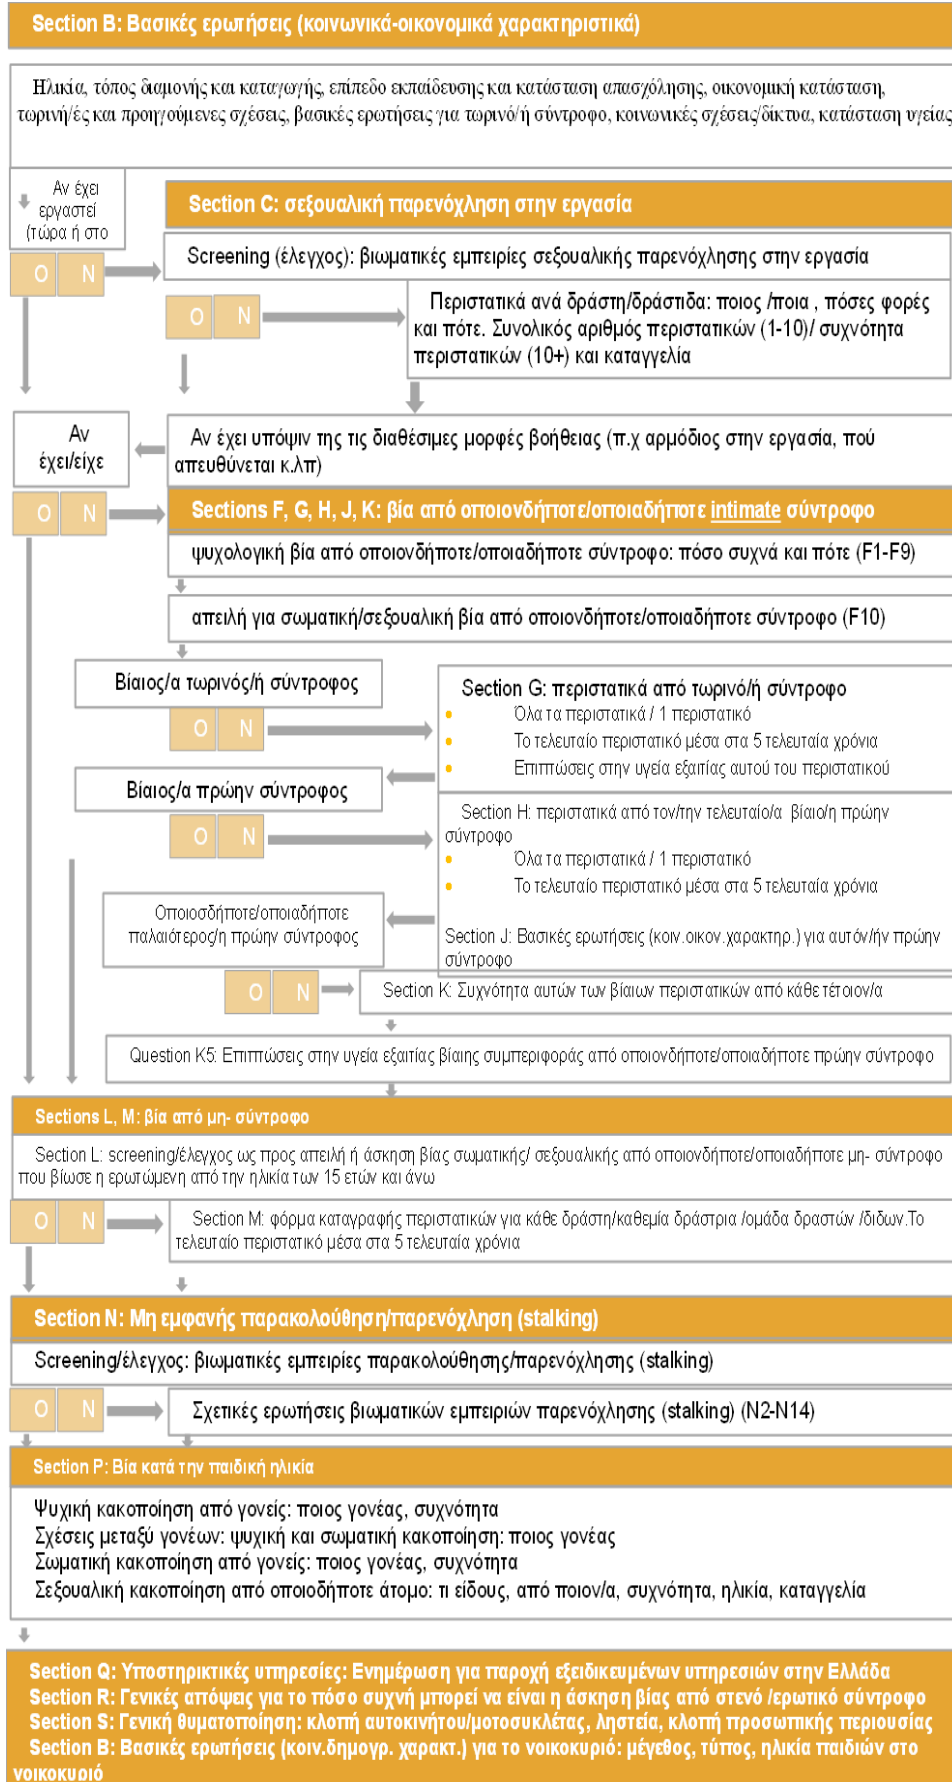 Section B: Βασικές ερωτήσεις (κοινωνικά-οικονομικά χαρακτηριστικά)
Ηλικία, τόπος διαμονής και καταγωγής, επίπεδο εκπαίδευσης και κατάσταση απασχόλησης, οικονομική κατάσταση,
τωρινή/ές και προηγούμενες σχέσεις, βασικές ερωτήσεις για τωρινό/ή σύντροφο, κοινωνικές σχέσεις/δίκτυα, κατάσταση υγείας
Αν έχει
εργαστεί
(τώρα ή στο
Section C: σεξουαλική παρενόχληση στην εργασία
Ο Ν
Screening (έλεγχος): βιωματικές εμπειρίες σεξουαλικής παρενόχλησης στην εργασία
Ο Ν
Περιστατικά ανά δράστη/δράστιδα: ποιος /ποια , πόσες φορές
και πότε. Συνολικός αριθμός περιστατικών (1-10)/ συχνότητα
περιστατικών (10+) και καταγγελία
Αν
έχει/είχε
Αν έχει υπόψιν της τις διαθέσιμες μορφές βοήθειας (π.χ αρμόδιος στην εργασία, πού
απευθύνεται κ.λπ)
Ο Ν
Sections F, G, H, J, K: βία από οποιονδήποτε/οποιαδήποτε intimate σύντροφο
ψυχολογική βία από οποιονδήποτε/οποιαδήποτε σύντροφο: πόσο συχνά και πότε (F1-F9)
απειλή για σωματική/σεξουαλική βία από οποιονδήποτε/οποιαδήποτε σύντροφο (F10)
Βίαιος/α τωρινός/ή σύντροφος
Ο Ν
Section G: περιστατικά από τωρινό/ή σύντροφο
• Όλα τα περιστατικά / 1 περιστατικό
• Το τελευταίο περιστατικό μέσα στα 5 τελευταία χρόνια
• Επιπτώσεις στην υγεία εξαιτίας αυτού του περιστατικού
Βίαιος/α πρώην σύντροφος
Ο Ν
Section H: περιστατικά από τον/την τελευταίο/α βίαιο/η πρώην
σύντροφο
• Όλα τα περιστατικά / 1 περιστατικό
• Το τελευταίο περιστατικό μέσα στα 5 τελευταία χρόνια
Οποιοσδήποτε/οποιαδήποτε
παλαιότερος/η πρώην σύντροφος
Section J: Βασικές ερωτήσεις (κοιν.οικον.χαρακτηρ.) για αυτόν/ήν πρώην
σύντροφο
Ο Ν
Section K: Συχνότητα αυτών των βίαιων περιστατικών από κάθε τέτοιον/α
Question K5: Επιπτώσεις στην υγεία εξαιτίας βίαιης συμπεριφοράς από οποιονδήποτε/οποιαδήποτε πρώην σύντροφο
Sections L, M: βία από μη- σύντροφο
Section L: screening/έλεγχος ως προς απειλή ή άσκηση βίας σωματικής/ σεξουαλικής από οποιονδήποτε/οποιαδήποτε μη- σύντροφο
που βίωσε η ερωτώμενη από την ηλικία των 15 ετών και άνω
Ο Ν
Section M: φόρμα καταγραφής περιστατικών για κάθε δράστη/καθεμία δράστρια /ομάδα δραστών /διδων.Το
τελευταίο περιστατικό μέσα στα 5 τελευταία χρόνια
Section N: Μη εμφανής παρακολούθηση/παρενόχληση (stalking)
Screening/έλεγχος: βιωματικές εμπειρίες παρακολούθησης/παρενόχλησης (stalking)
Ο Ν
Σχετικές ερωτήσεις βιωματικών εμπειριών παρενόχλησης (stalking) (N2-N14)
Section P: Βία κατά την παιδική ηλικία
Ψυχική κακοποίηση από γονείς: ποιος γονέας, συχνότητα
Σχέσεις μεταξύ γονέων: ψυχική και σωματική κακοποίηση: ποιος γονέας
Σωματική κακοποίηση από γονείς: ποιος γονέας, συχνότητα
Σεξουαλική κακοποίηση από οποιοδήποτε άτομο: τι είδους, από ποιον/α, συχνότητα, ηλικία, καταγγελία
Section Q: Υποστηρικτικές υπηρεσίες: Ενημέρωση για παροχή εξειδικευμένων υπηρεσιών στην Ελλάδα
Section R: Γενικές απόψεις για το πόσο συχνή μπορεί να είναι η άσκηση βίας από στενό /ερωτικό σύντροφο
Section S: Γενική θυματοποίηση: κλοπή αυτοκινήτου/μοτοσυκλέτας, ληστεία, κλοπή προσωπικής περιουσίας
Section B: Βασικές ερωτήσεις (κοιν.δημογρ. χαρακτ.) για το νοικοκυριό: μέγεθος, τύπος, ηλικία παιδιών στο
νοικοκυριό